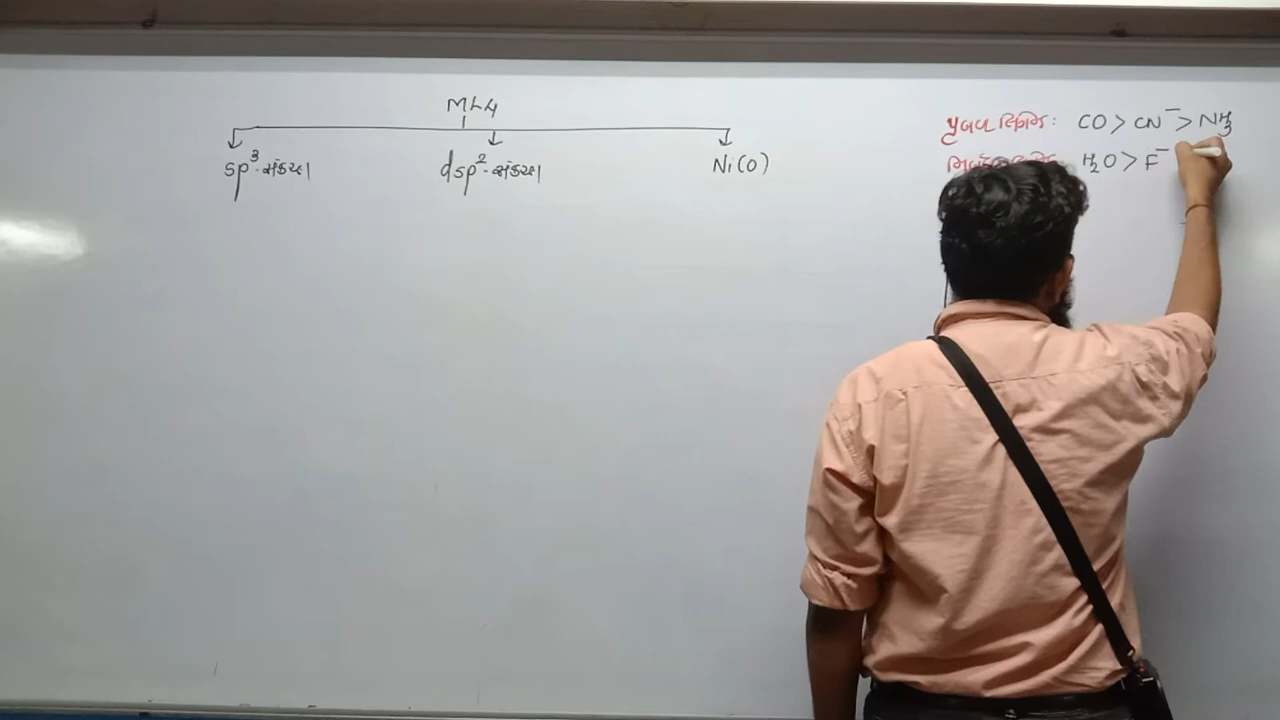 ML4
sp³-સંકરણ dsp²-સંકરણ Ni(0)
પ્રબળ લિગેન્ડ: CO > CN⁻ > NH₃
H₂O > F⁻